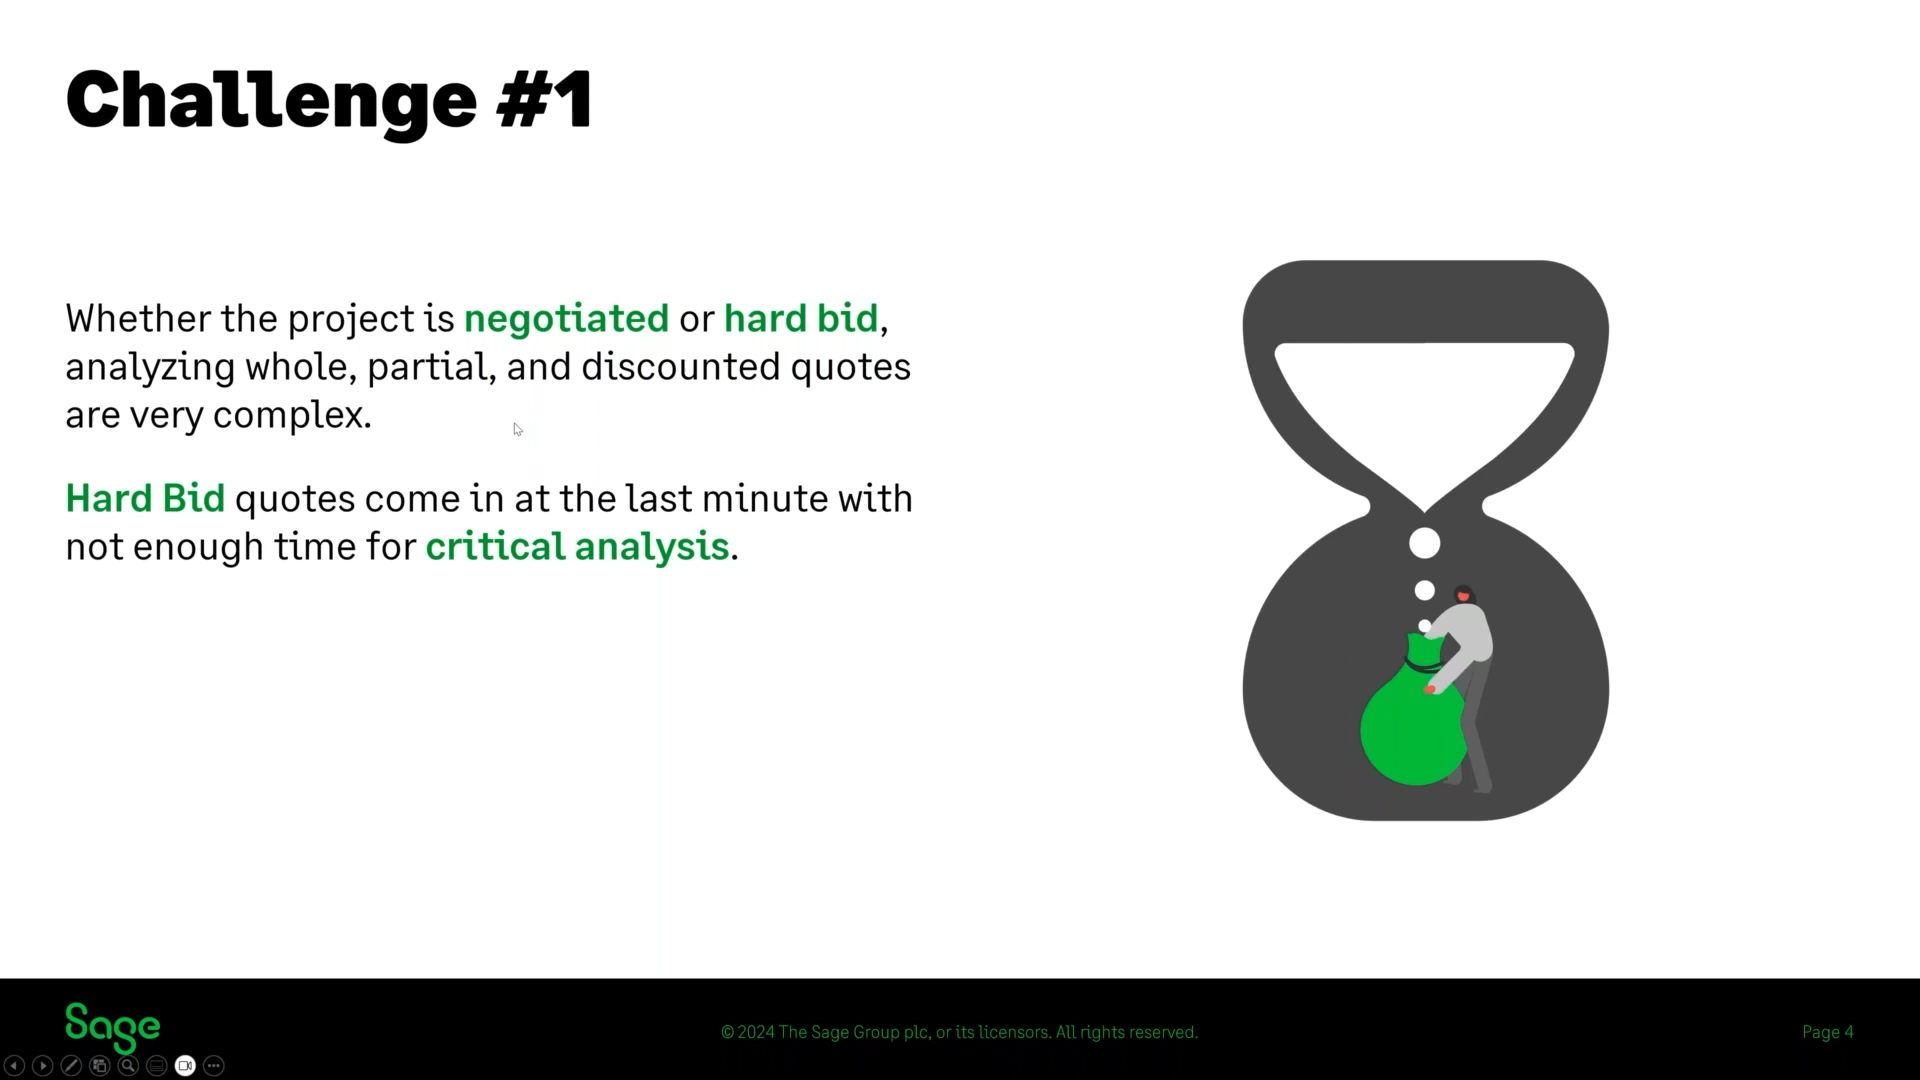 Challenge #1
Whether the project is negotiated or hard bid,
analyzing whole, partial, and discounted quotes
are very complex.
Hard Bid quotes come in at the last minute with
not enough time for critical analysis.
Sage
© 2024 The Sage Group plc, or its licensors. All rights reserved.
Page 4